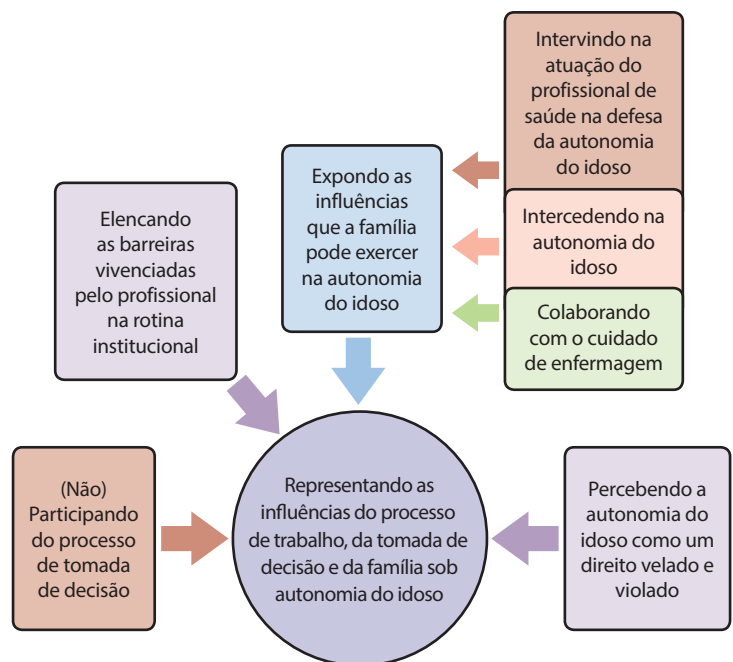 Intervindo na
atuação do
profissional de
saúde na defesa
da autonomia
do idoso
Expondo as
influências
que a família
pode exercer
na autonomia
do idoso
Intercedendo na
autonomia do
idoso
Elencando
as barreiras
vivenciadas
pelo profissional
na rotina
institucional
Colaborando
com o cuidado
de enfermagem
(Não)
Participando
do processo
de tomada
de decisão
Representando as
influências do processo
de trabalho, da tomada de
decisão e da família sob
autonomia do idoso
Percebendo a
autonomia do
idoso como um
direito velado e
violado